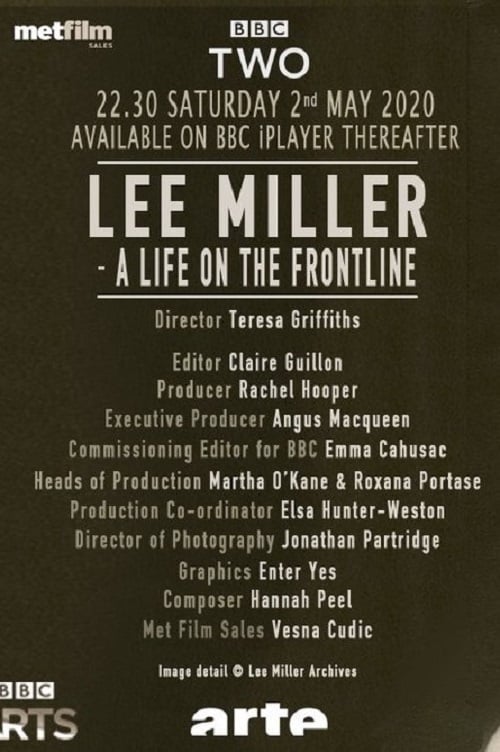 metfilm
SALES
BBC
TWO
22.30 SATURDAY 2nd MAY 2020
AVAILABLE ON BBC iPLAYER THEREAFTER
LEE MILLER
- A LIFE ON THE FRONTLINE
Director Teresa Griffiths
Editor Claire Guillon
Producer Rachel Hooper
Executive Producer Angus Macqueen
Commissioning Editor for BBC Emma Cahusac
Heads of Production Martha O'Kane & Roxana Portase
Production Co-ordinator Elsa Hunter-Weston
Director of Photography Jonathan Partridge
Graphics Enter Yes
Composer Hannah Peel
Met Film Sales Vesna Cudic
Image detail © Lee Miller Archives
BBC
RTS
arte